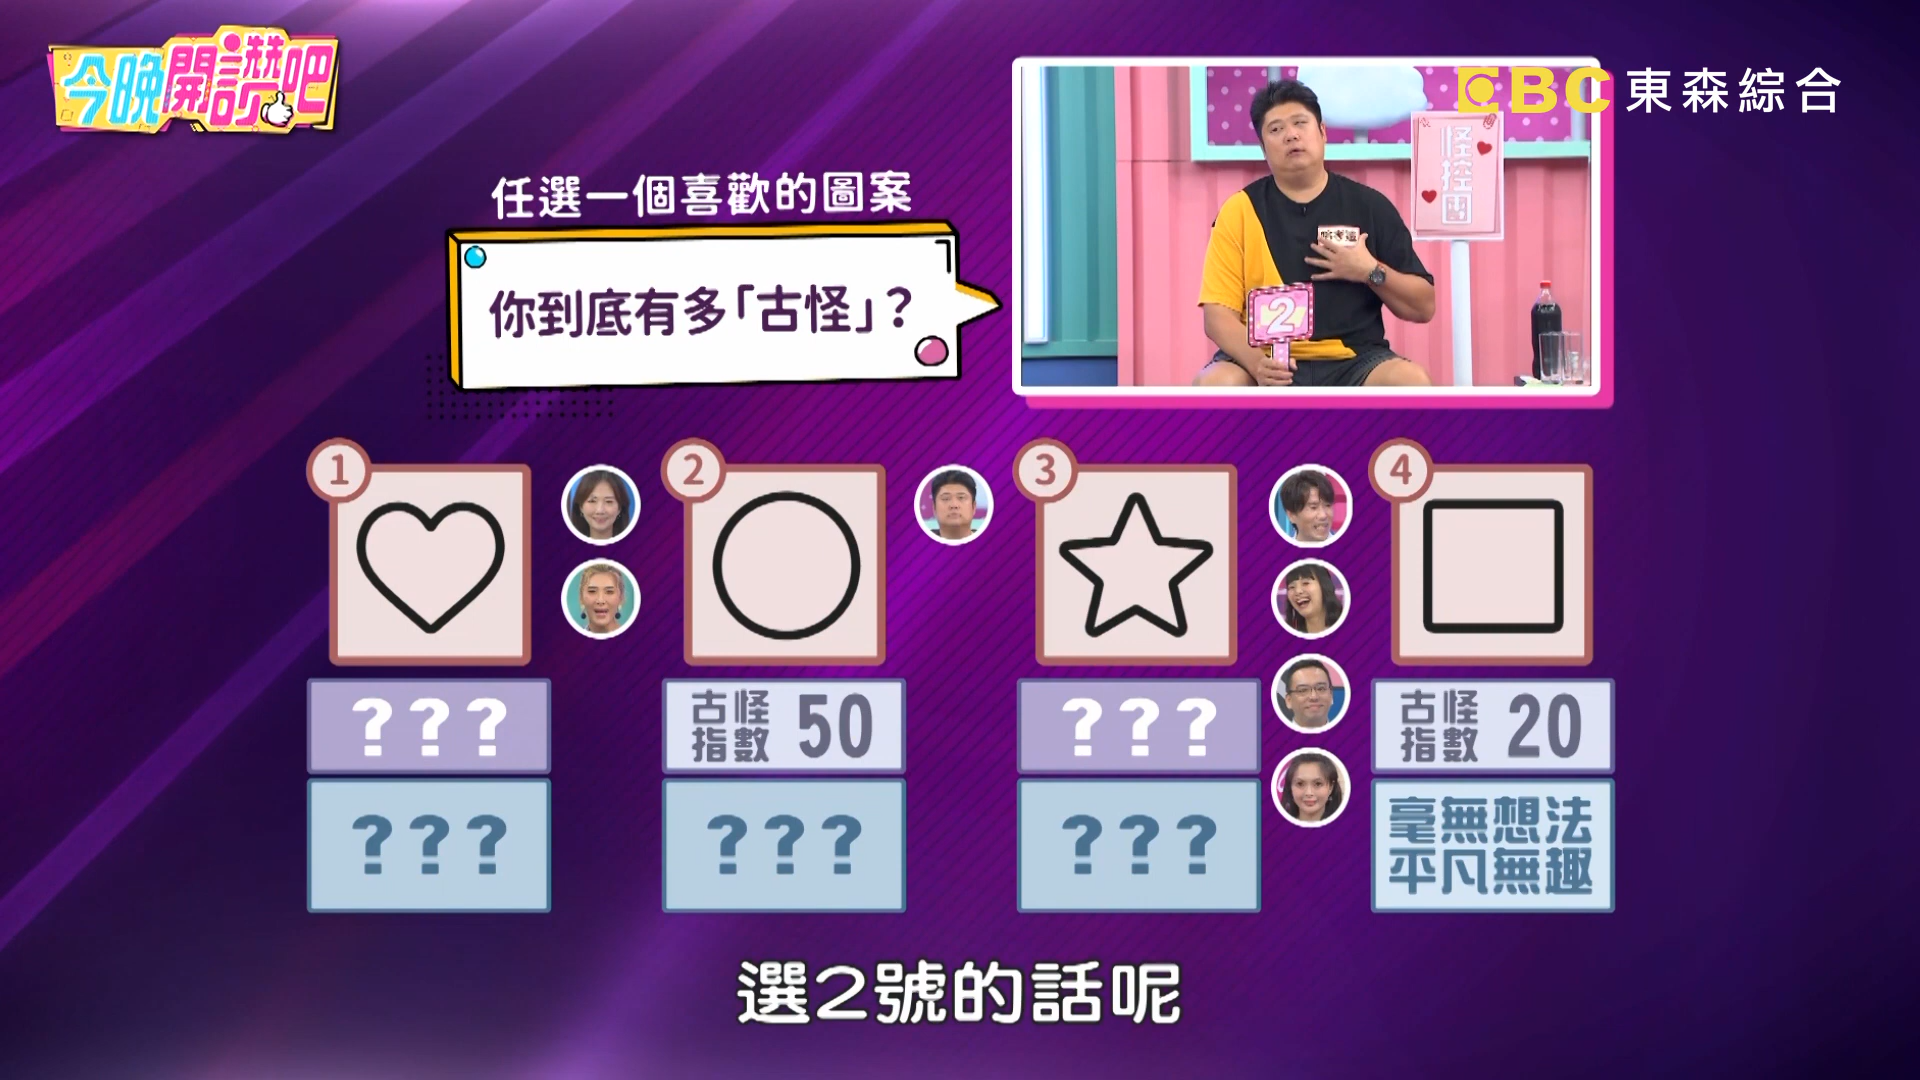 今晚開讚吧
EBC 東森綜合
任選一個喜歡的圖案
你到底有多「古怪」?
怪控
2
1
2
3
4
???
古怪指數 50
???
古怪指數 20
???
???
???
毫無想法
平凡無趣
選2號的話呢